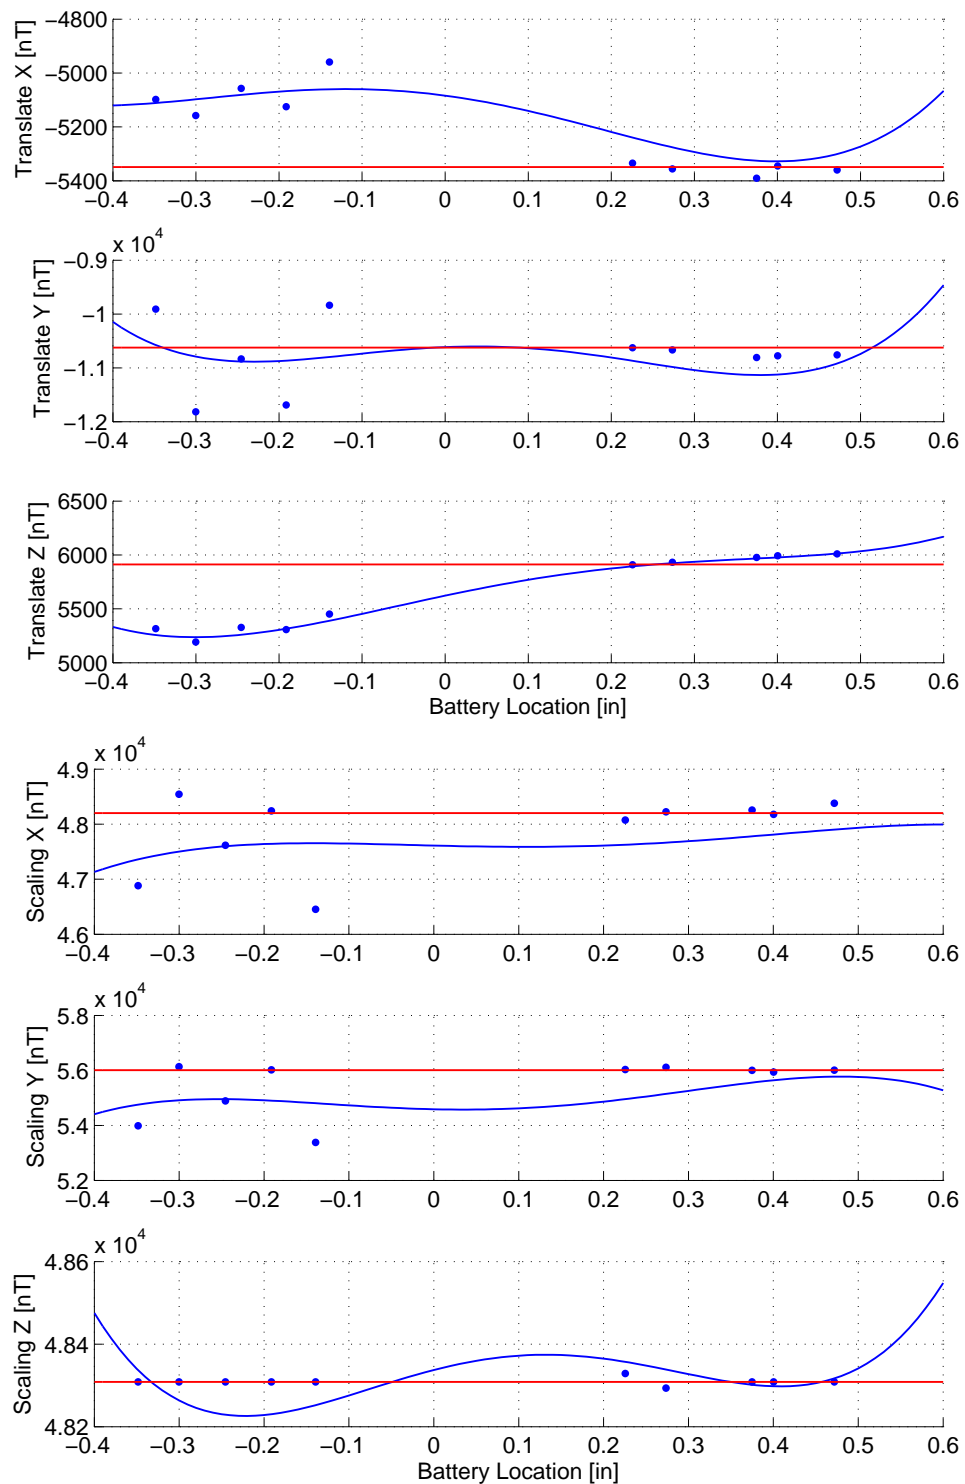 −4800
−5000
−5200
−5400
Translate X [nT]
−0.4 −0.3 −0.2 −0.1 0 0.1 0.2 0.3 0.4 0.5 0.6
x 10^4
−0.9
−1
−1.1
−1.2
Translate Y [nT]
−0.4 −0.3 −0.2 −0.1 0 0.1 0.2 0.3 0.4 0.5 0.6
6500
6000
5500
5000
Translate Z [nT]
−0.4 −0.3 −0.2 −0.1 0 0.1 0.2 0.3 0.4 0.5 0.6
Battery Location [in]
x 10^4
4.9
4.8
4.7
4.6
Scaling X [nT]
−0.4 −0.3 −0.2 −0.1 0 0.1 0.2 0.3 0.4 0.5 0.6
x 10^4
5.8
5.6
5.4
5.2
Scaling Y [nT]
−0.4 −0.3 −0.2 −0.1 0 0.1 0.2 0.3 0.4 0.5 0.6
x 10^4
4.86
4.84
4.82
Scaling Z [nT]
−0.4 −0.3 −0.2 −0.1 0 0.1 0.2 0.3 0.4 0.5 0.6
Battery Location [in]